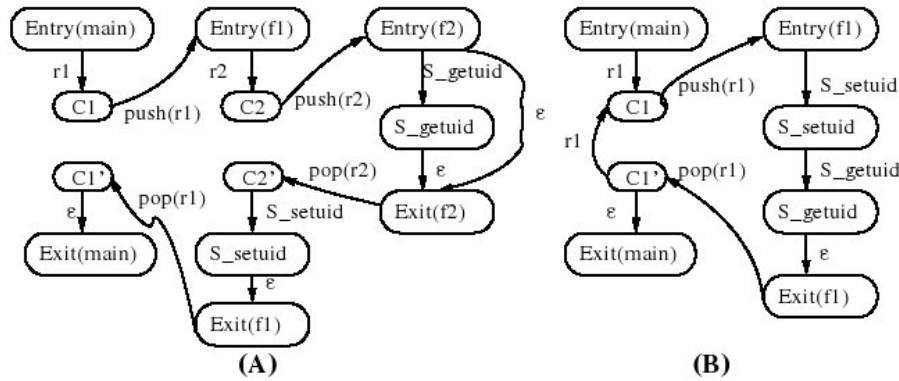 Entry(main) Entry(f1) Entry(f2) Entry(main) Entry(f1)
r1 r2 S_getuid r1 S_setuid
C1 push(r1) C2 push(r2) ε C1 push(r1)
S_getuid S_setuid
r1 S_getuid
C1' pop(r1) C2' pop(r2) ε C1' pop(r1)
ε S_setuid Exit(f2) ε S_getuid
Exit(main) S_setuid Exit(main) ε
ε
Exit(f1) Exit(f1)
(A) (B)